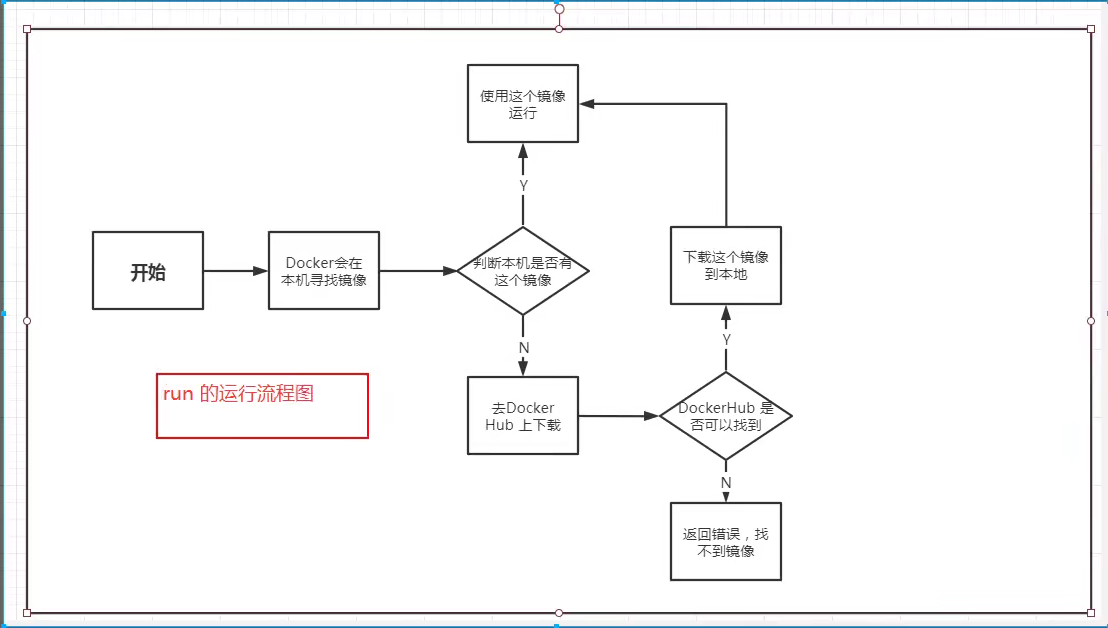 使用这个镜像
运行
Y
开始
Docker会在
本机寻找镜像
判断本机是否有
这个镜像
下载这个镜像
到本地
N
Y
run 的运行流程图
去Docker
Hub 上下载
DockerHub 是
否可以找到
N
返回错误，找
不到镜像